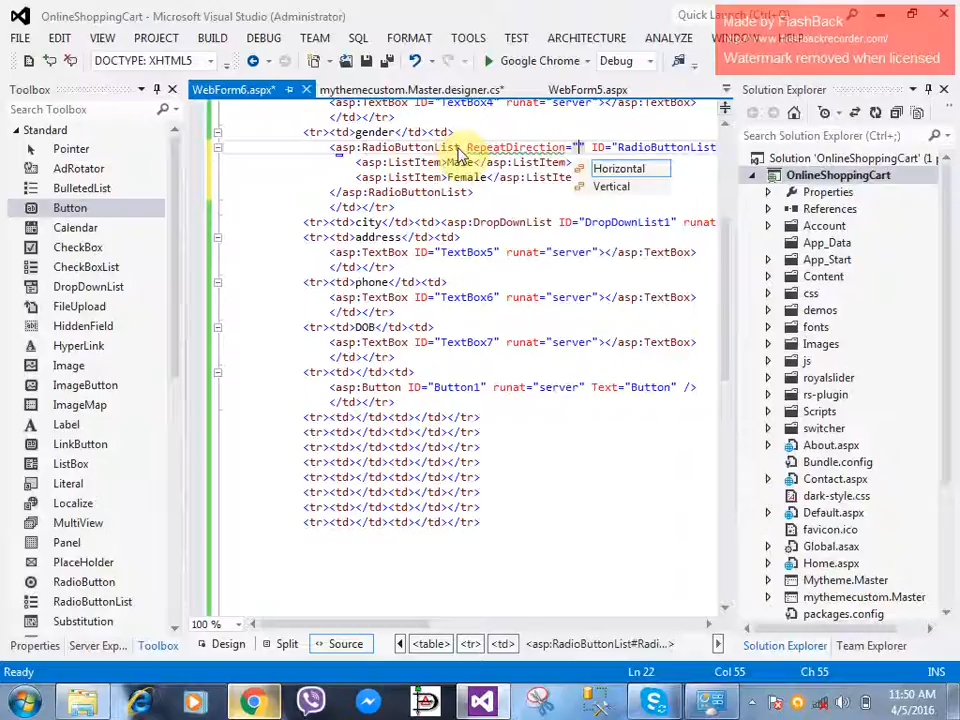 OnlineShoppingCart - Microsoft Visual Studio (Administrator)
Quick Launch (Ctrl+Q)
Made by FlashBack
Watermark removed when licensed
FILE EDIT VIEW PROJECT BUILD DEBUG TEAM SQL FORMAT TOOLS TEST ARCHITECTURE ANALYZE WINDOW
DOCTYPE: XHTML5 Google Chrome Debug
Toolbox
Search Toolbox
Standard
Pointer
AdRotator
BulletedList
Button
Calendar
CheckBox
CheckBoxList
DropDownList
FileUpload
HiddenField
HyperLink
Image
ImageButton
ImageMap
Label
LinkButton
ListBox
Literal
Localize
MultiView
Panel
PlaceHolder
RadioButton
RadioButtonList
Substitution
Properties Server Exp... Toolbox
WebForm6.aspx* mythemecustom.Master.designer.cs* WebForm5.aspx
<asp:TextBox ID="TextBox4" runat="server"></asp:TextBox>
</td></tr>
<tr><td>gender</td><td>
<asp:RadioButtonList RepeatDirection="" ID="RadioButtonList
<asp:ListItem>Male</asp:ListItem>
<asp:ListItem>Female</asp:ListIte
Horizontal
Vertical
</asp:RadioButtonList>
</td></tr>
<tr><td>city</td><td><asp:DropDownList ID="DropDownList1" runat
<tr><td>address</td><td>
<asp:TextBox ID="TextBox5" runat="server"></asp:TextBox>
</td></tr>
<tr><td>phone</td><td>
<asp:TextBox ID="TextBox6" runat="server"></asp:TextBox>
</td></tr>
<tr><td>DOB</td><td>
<asp:TextBox ID="TextBox7" runat="server"></asp:TextBox>
</td></tr>
<tr><td></td><td>
<asp:Button ID="Button1" runat="server" Text="Button" />
</td></tr>
<tr><td></td><td></td></tr>
<tr><td></td><td></td></tr>
<tr><td></td><td></td></tr>
<tr><td></td><td></td></tr>
<tr><td></td><td></td></tr>
<tr><td></td><td></td></tr>
<tr><td></td><td></td></tr>
<tr><td></td><td></td></tr>
100 %
Design Split Source <table> <tr> <td> <asp:RadioButtonList#Radi...>
Solution Explorer
Search Solution Explorer (Ctrl+;)
Solution 'OnlineShoppingCart' (1
OnlineShoppingCart
Properties
References
Account
App_Data
App_Start
Content
css
demos
fonts
Images
js
royalslider
rs-plugin
Scripts
switcher
About.aspx
Bundle.config
Contact.aspx
dark-style.css
Default.aspx
favicon.ico
Global.asax
Home.aspx
Mytheme.Master
mythemecustom.Master
packages.config
Solution Explorer Team Explorer
Ready Ln 22 Col 55 Ch 55 INS
11:50 AM
4/5/2016